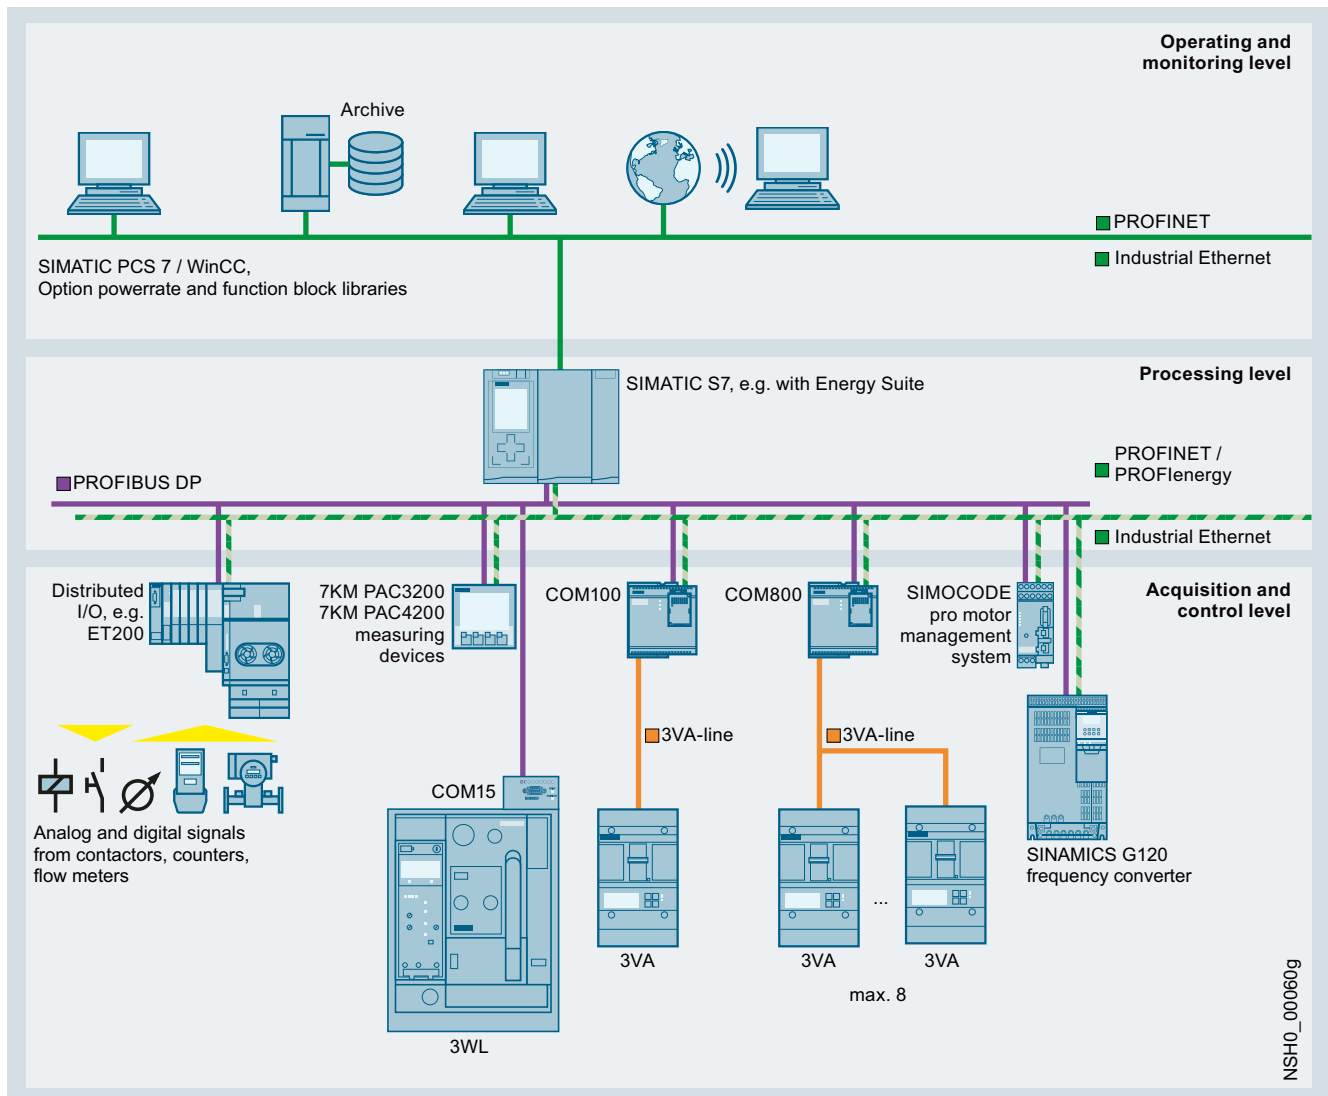 Operating and
monitoring level
Archive
PROFINET
Industrial Ethernet
SIMATIC PCS 7 / WinCC,
Option powerrate and function block libraries
Processing level
SIMATIC S7, e.g. with Energy Suite
PROFINET /
PROFIenergy
PROFIBUS DP
Industrial Ethernet
Acquisition and
control level
Distributed
I/O, e.g.
ET200
7KM PAC3200
7KM PAC4200
measuring
devices
COM100
COM800
SIMOCODE
pro motor
management
system
3VA-line
3VA-line
COM15
Analog and digital signals
from contactors, counters,
flow meters
SINAMICS G120
frequency converter
...
3VA
3VA
3VA
max. 8
3WL
NSH0_00060g